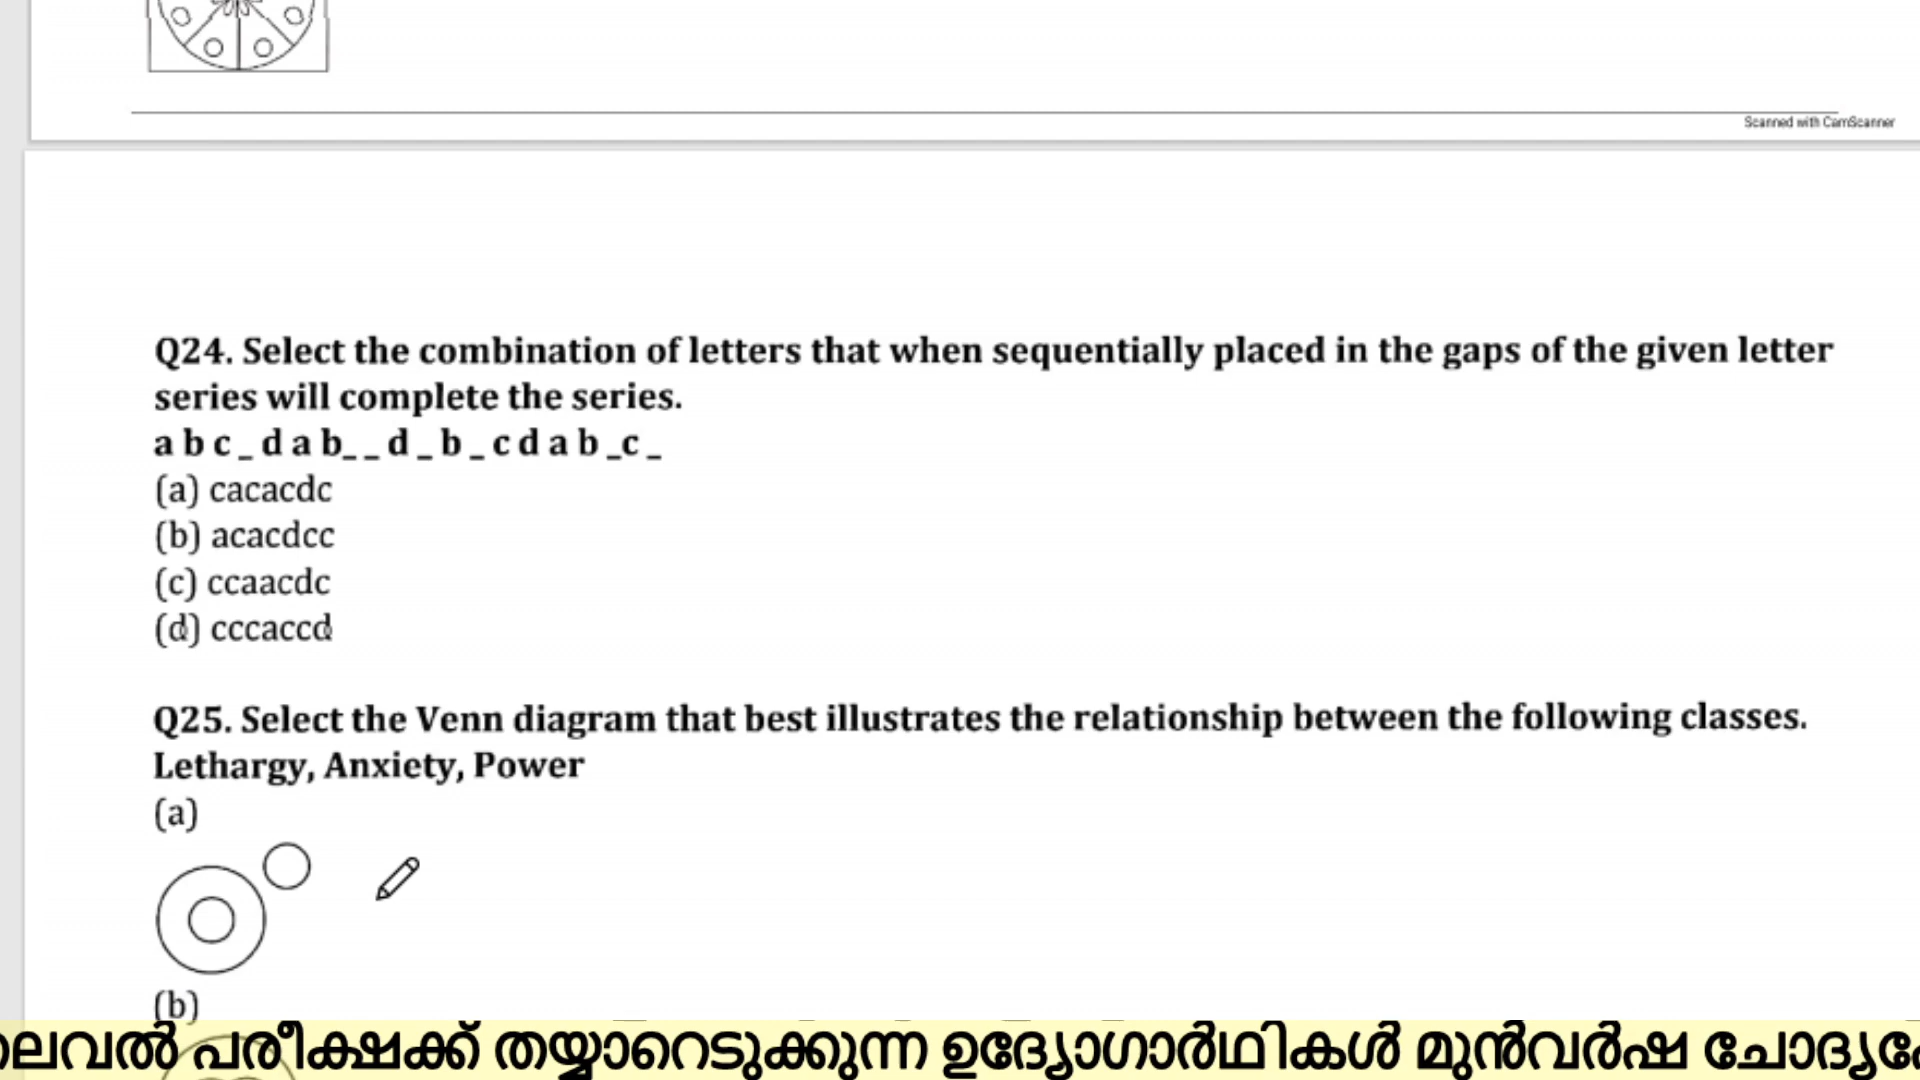 Scanned with CamScanner
Q24. Select the combination of letters that when sequentially placed in the gaps of the given letter
series will complete the series.
a b c _ d a b_ _ d _ b _ c d a b _c _
(a) cacacdc
(b) acacdcc
(c) ccaacdc
(d) cccaccd
Q25. Select the Venn diagram that best illustrates the relationship between the following classes.
Lethargy, Anxiety, Power
(a)
(b)
പരീക്ഷക്ക് തയ്യാറെടുക്കുന്ന ഉദ്യോഗാർഥികൾ മുൻവർഷ